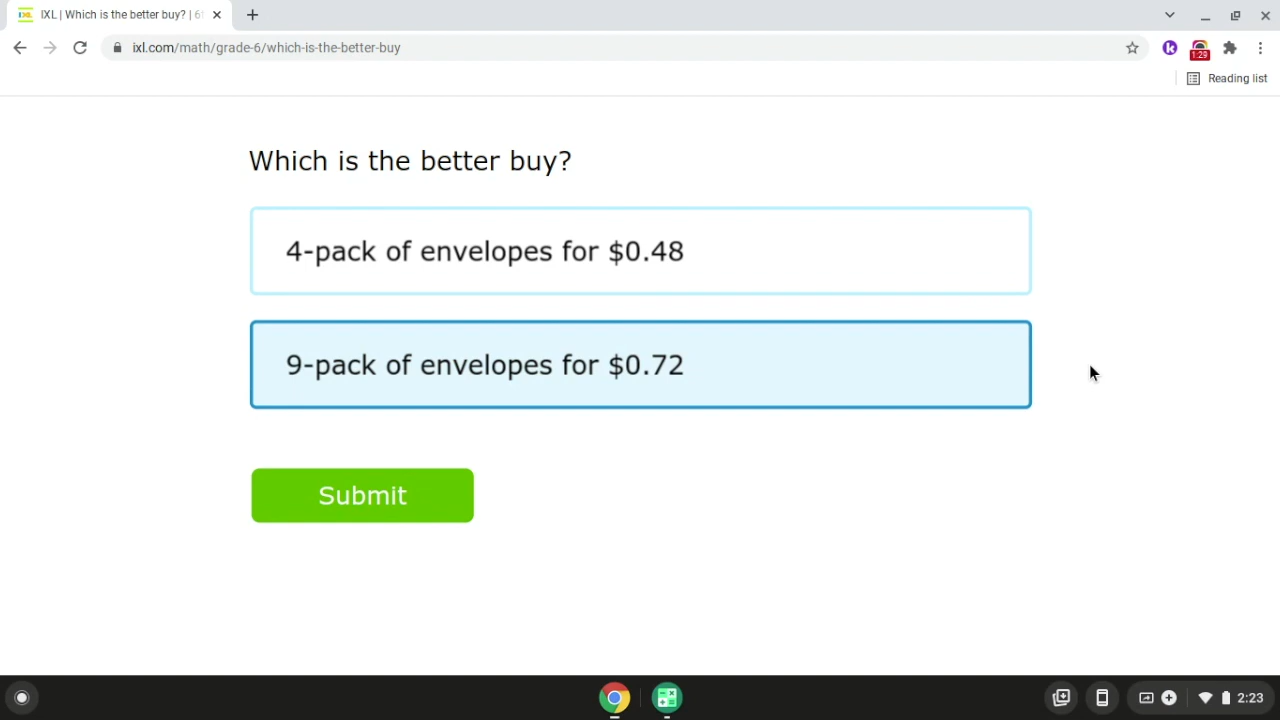 IXL | Which is the better buy? | 6t
ixl.com/math/grade-6/which-is-the-better-buy
k
1:29
Reading list
Which is the better buy?
4-pack of envelopes for $0.48
9-pack of envelopes for $0.72
Submit
2:23